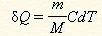 δQ = m/M CdT